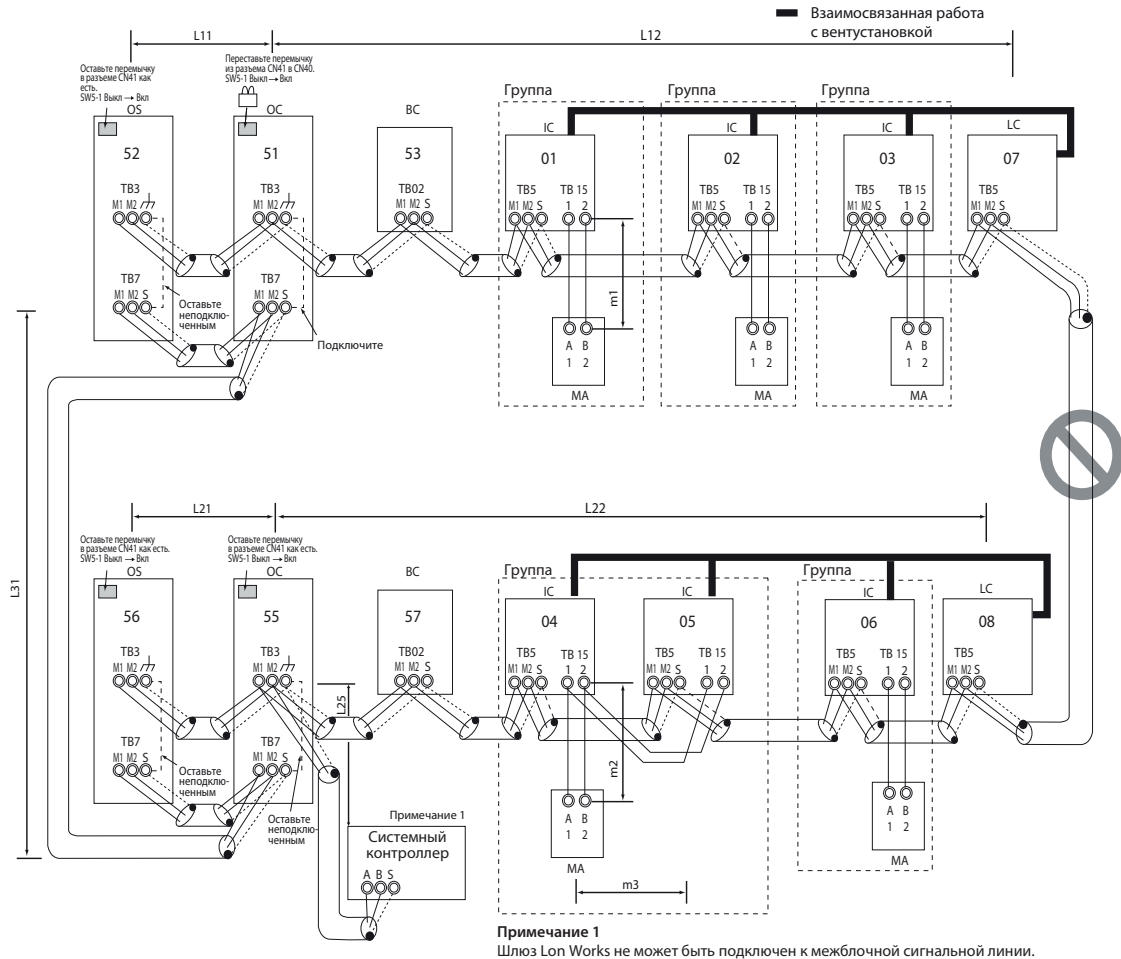 Взаимосвязанная работа
с вентустановкой
L11
L12
Оставьте перемычку
в разъеме CN41 как
есть.
SW5-1 Выкл → Вкл
Переставьте перемычку
из разъема CN41 в CN40.
SW5-1 Выкл → Вкл
Группа
Группа
Группа
OS
OC
BC
IC
IC
IC
LC
52
51
53
01
02
03
07
TB3
TB3
TB02
TB5
TB 15
TB5
TB 15
TB5
TB 15
TB5
M1 M2
M1 M2
M1 M2 S
M1 M2 S
1 2
M1 M2 S
1 2
M1 M2 S
1 2
M1 M2 S
TB7
TB7
M1 M2 S
M1 M2 S
Оставьте
неподклю-
ченным
Подключите
m1
A B
1 2
MA
A B
1 2
MA
A B
1 2
MA
L31
L21
L22
Оставьте перемычку
в разъеме CN41 как есть.
SW5-1 Выкл → Вкл
Оставьте перемычку
в разъеме CN41 как есть.
SW5-1 Выкл → Вкл
Группа
Группа
OS
OC
BC
IC
IC
IC
LC
56
55
57
04
05
06
08
TB3
TB3
TB02
TB5
TB 15
TB5
TB 15
TB5
TB 15
TB5
M1 M2
M1 M2
M1 M2 S
M1 M2 S
1 2
M1 M2 S
1 2
M1 M2 S
1 2
M1 M2 S
L25
TB7
TB7
M1 M2 S
M1 M2 S
Оставьте
неподклю-
ченным
Оставьте
неподклю-
ченным
m2
Примечание 1
Системный
контроллер
A B S
A B
1 2
MA
A B
1 2
MA
m3
Примечание 1
Шлюз Lon Works не может быть подключен к межблочной сигнальной линии.